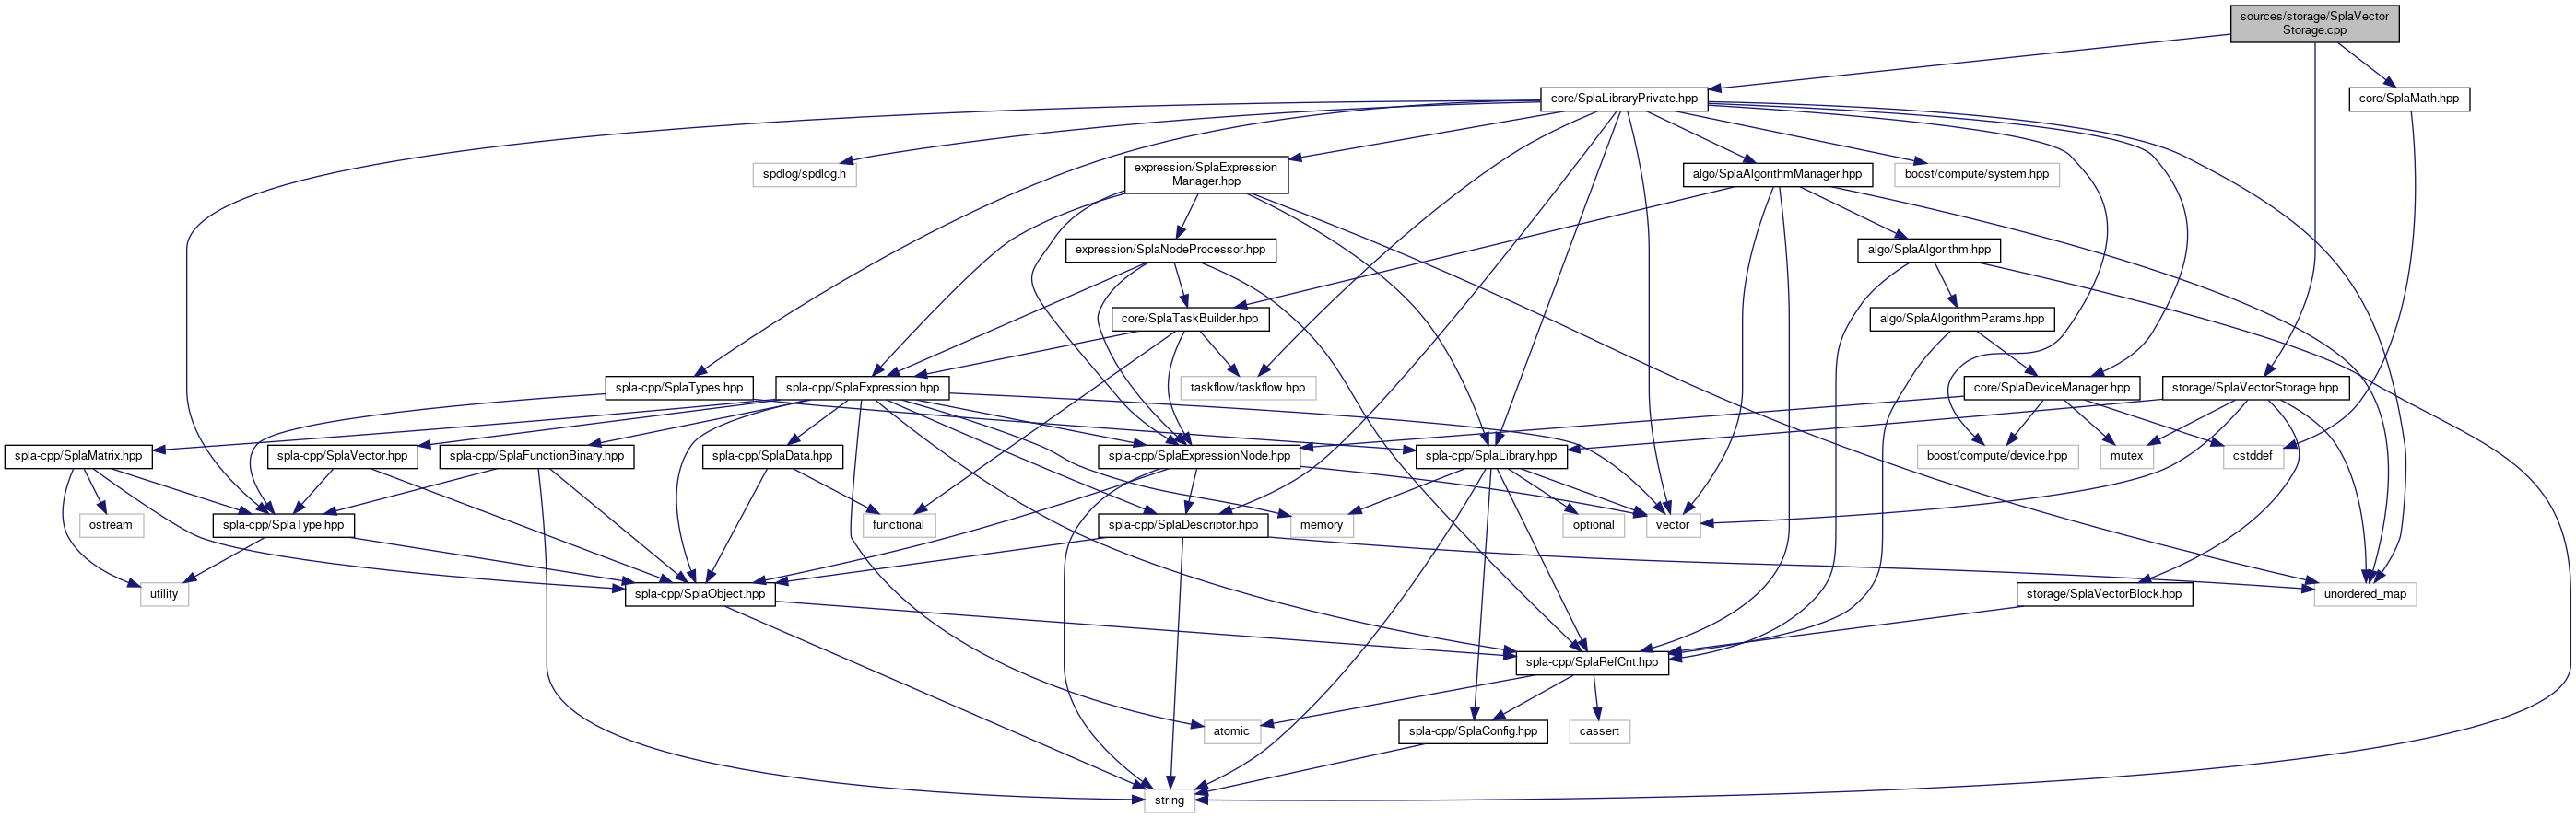 sources/storage/SplaVector
Storage.cpp
core/SplaLibraryPrivate.hpp
core/SplaMath.hpp
spdlog/spdlog.h
expression/SplaExpression
Manager.hpp
algo/SplaAlgorithmManager.hpp
boost/compute/system.hpp
expression/SplaNodeProcessor.hpp
algo/SplaAlgorithm.hpp
core/SplaTaskBuilder.hpp
algo/SplaAlgorithmParams.hpp
spla-cpp/SplaTypes.hpp
spla-cpp/SplaExpression.hpp
taskflow/taskflow.hpp
core/SplaDeviceManager.hpp
storage/SplaVectorStorage.hpp
spla-cpp/SplaMatrix.hpp
spla-cpp/SplaVector.hpp
spla-cpp/SplaFunctionBinary.hpp
spla-cpp/SplaData.hpp
spla-cpp/SplaExpressionNode.hpp
spla-cpp/SplaLibrary.hpp
boost/compute/device.hpp
mutex
cstddef
ostream
spla-cpp/SplaType.hpp
functional
spla-cpp/SplaDescriptor.hpp
memory
optional
vector
utility
spla-cpp/SplaObject.hpp
storage/SplaVectorBlock.hpp
unordered_map
spla-cpp/SplaRefCnt.hpp
atomic
spla-cpp/SplaConfig.hpp
cassert
string